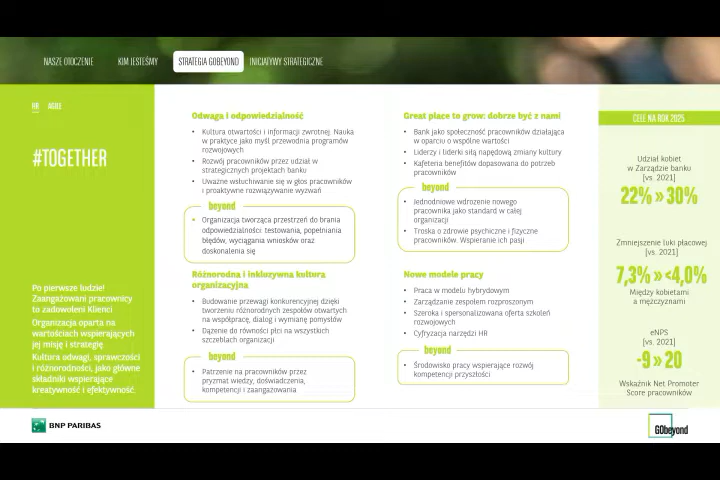 NASZE OTOCZENIE
KIM JESTEŚMY
STRATEGIA GOBEYOND
INICJATYWY STRATEGICZNE
HR AGILE
#TOGETHER
Po pierwsze ludzie!
Zaangażowani pracownicy
to zadowoleni Klienci
Organizacja oparta na
wartościach wspierających
jej misję i strategię
Kultura odwagi, sprawczości
i różnorodności, jako główne
składniki wspierające
kreatywność i efektywność.
Odwaga i odpowiedzialność
• Kultura otwartości i informacji zwrotnej. Nauka
w praktyce jako myśl przewodnia programów
rozwojowych
• Rozwój pracowników przez udział w
strategicznych projektach banku
• Uważne wsłuchiwanie się w głos pracowników
i proaktywne rozwiązywanie wyzwań
beyond
• Organizacja tworząca przestrzeń do brania
odpowiedzialności: testowania, popełniania
błędów, wyciągania wniosków oraz
doskonalenia się
Różnorodna i inkluzywna kultura
organizacyjna
• Budowanie przewagi konkurencyjnej dzięki
tworzeniu różnorodnych zespołów otwartych
na współpracę, dialog i wymianę pomysłów
• Dążenie do równości płci na wszystkich
szczeblach organizacji
beyond
• Patrzenie na pracowników przez
pryzmat wiedzy, doświadczenia,
kompetencji i zaangażowania
Great place to grow: dobrze być z nami
• Bank jako społeczność pracowników działająca
w oparciu o wspólne wartości
• Liderzy i liderki siłą napędową zmiany kultury
• Kafeteria benefitów dopasowana do potrzeb
pracowników
beyond
• Jednodniowe wdrożenie nowego
pracownika jako standard w całej
organizacji
• Troska o zdrowie psychiczne i fizyczne
pracowników. Wspieranie ich pasji
Nowe modele pracy
• Praca w modelu hybrydowym
• Zarządzanie zespołem rozproszonym
• Szeroka i spersonalizowana oferta szkoleń
rozwojowych
• Cyfryzacja narzędzi HR
beyond
• Środowisko pracy wspierające rozwój
kompetencji przyszłości
CELE NA ROK 2025
Udział kobiet
w Zarządzie banku
[vs. 2021]
22% » 30%
Zmniejszenie luki płacowej
[vs. 2021]
7,3% » <4,0%
Między kobietami
a mężczyznami
eNPS
[vs. 2021]
-9 » 20
Wskaźnik Net Promoter
Score pracowników
BNP PARIBAS
GObeyond